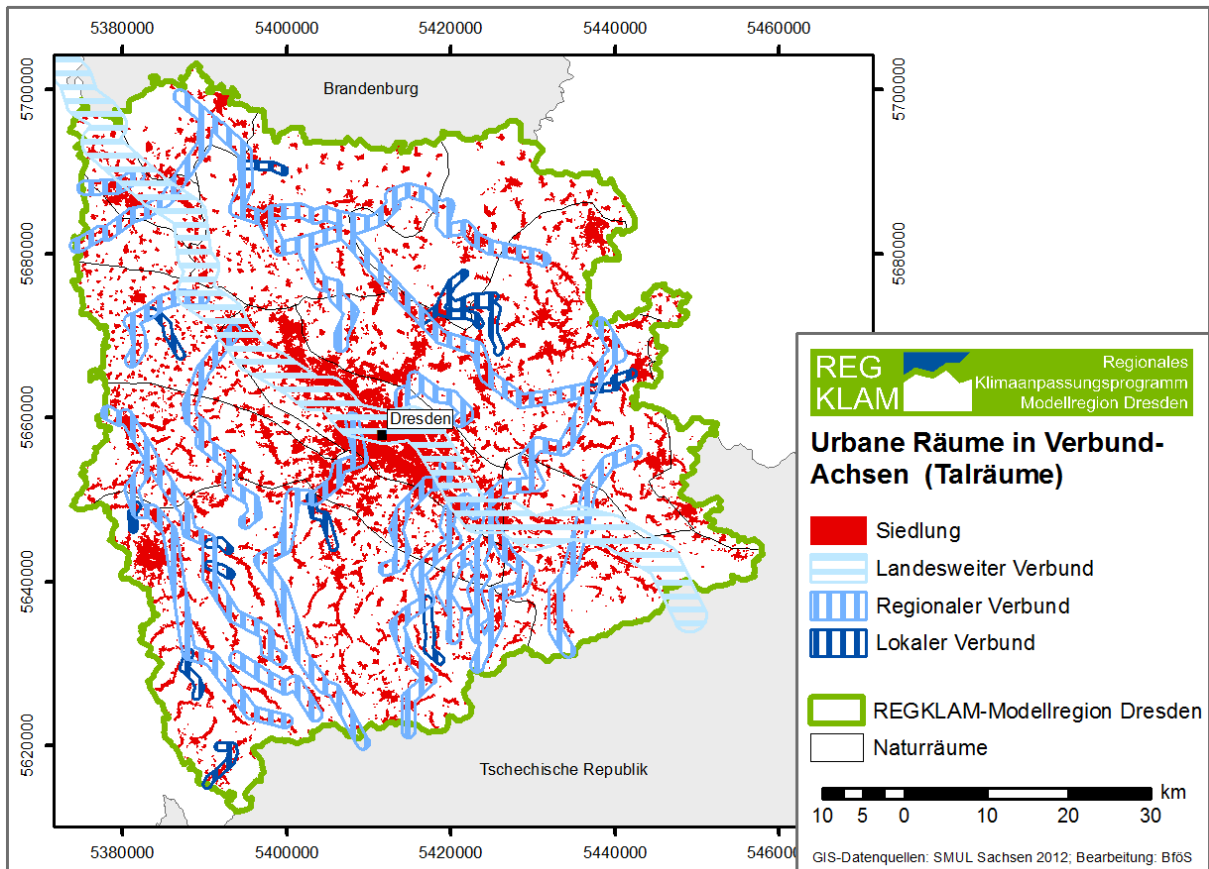 5380000 5400000 5420000 5440000 5460000
5700000
5680000
5660000
5640000
5620000
5700000
5680000
Brandenburg
Dresden
Tschechische Republik
5380000 5400000 5420000 5440000 5460000
REG
KLAM
Regionales
Klimaanpassungsprogramm
Modellregion Dresden
Urbane Räume in Verbund-
Achsen (Talräume)
Siedlung
Landesweiter Verbund
Regionaler Verbund
Lokaler Verbund
REGKLAM-Modellregion Dresden
Naturräume
km
10 5 0 10 20 30
GIS-Datenquellen: SMUL Sachsen 2012; Bearbeitung: BföS